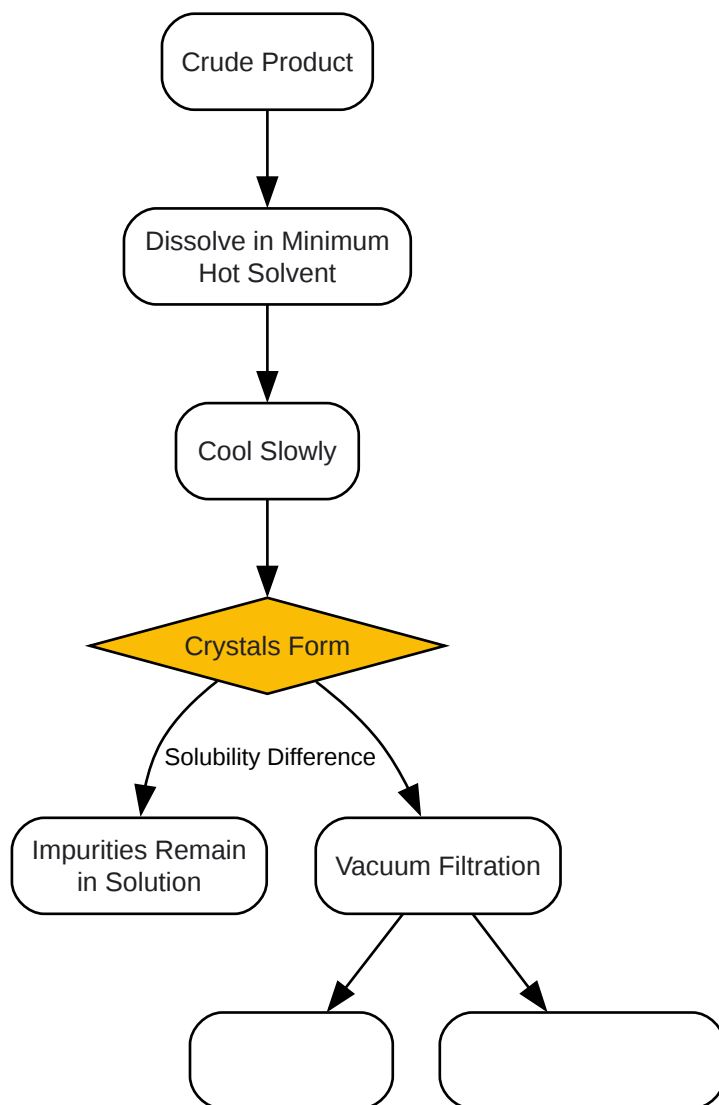 Crude Product
Dissolve in Minimum
Hot Solvent
Cool Slowly
Crystals Form
Solubility Difference
Impurities Remain
in Solution
Vacuum Filtration